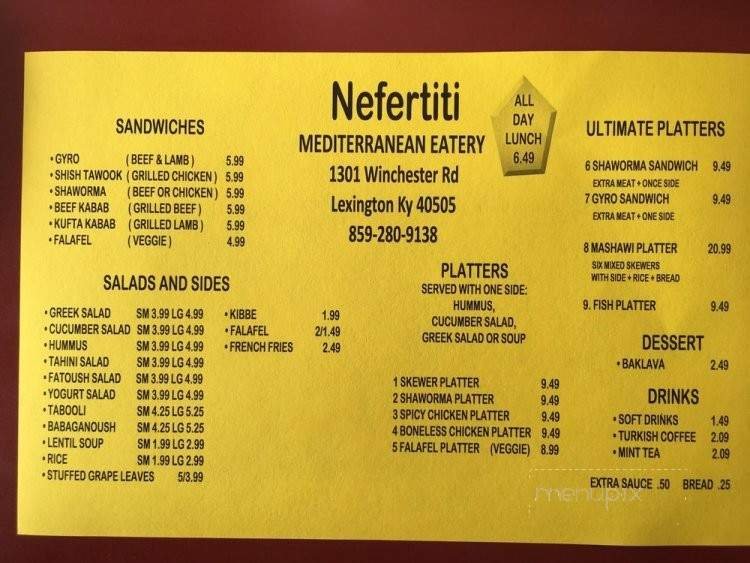 Nefertiti
MEDITERRANEAN EATERY
1301 Winchester Rd
Lexington Ky 40505
859-280-9138
ALL
DAY
LUNCH
6.49
SANDWICHES
• GYRO ( BEEF & LAMB ) 5.99
• SHISH TAWOOK ( GRILLED CHICKEN ) 5.99
• SHAWORMA ( BEEF OR CHICKEN ) 5.99
• BEEF KABAB ( GRILLED BEEF ) 5.99
• KUFTA KABAB ( GRILLED LAMB ) 5.99
• FALAFEL ( VEGGIE ) 4.99
SALADS AND SIDES
• GREEK SALAD SM 3.99 LG 4.99
• CUCUMBER SALAD SM 3.99 LG 4.99
• HUMMUS SM 3.99 LG 4.99
• TAHINI SALAD SM 3.99 LG 4.99
• FATOUSH SALAD SM 3.99 LG 4.99
• YOGURT SALAD SM 3.99 LG 4.99
• TABOOLI SM 4.25 LG 5.25
• BABAGANOUSH SM 4.25 LG 5.25
• LENTIL SOUP SM 1.99 LG 2.99
• RICE SM 1.99 LG 2.99
• STUFFED GRAPE LEAVES 5/3.99
• KIBBE 1.99
• FALAFEL 2/1.49
• FRENCH FRIES 2.49
PLATTERS
SERVED WITH ONE SIDE:
HUMMUS,
CUCUMBER SALAD,
GREEK SALAD OR SOUP
1 SKEWER PLATTER 9.49
2 SHAWORMA PLATTER 9.49
3 SPICY CHICKEN PLATTER 9.49
4 BONELESS CHICKEN PLATTER 9.49
5 FALAFEL PLATTER (VEGGIE) 8.99
ULTIMATE PLATTERS
6 SHAWORMA SANDWICH 9.49
EXTRA MEAT + ONCE SIDE
7 GYRO SANDWICH 9.49
EXTRA MEAT + ONE SIDE
8 MASHAWI PLATTER 20.99
SIX MIXED SKEWERS
WITH SIDE + RICE + BREAD
9. FISH PLATTER 9.49
DESSERT
• BAKLAVA 2.49
DRINKS
• SOFT DRINKS 1.49
• TURKISH COFFEE 2.09
• MINT TEA 2.09
EXTRA SAUCE .50 BREAD .25
menupix